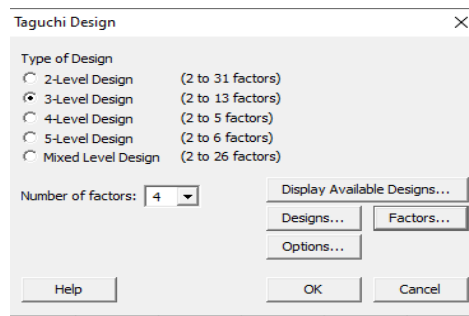 Taguchi Design
Type of Design
2-Level Design (2 to 31 factors)
3-Level Design (2 to 13 factors)
4-Level Design (2 to 5 factors)
5-Level Design (2 to 6 factors)
Mixed Level Design (2 to 26 factors)
Number of factors: 4
Display Available Designs...
Designs... Factors...
Options...
Help OK Cancel